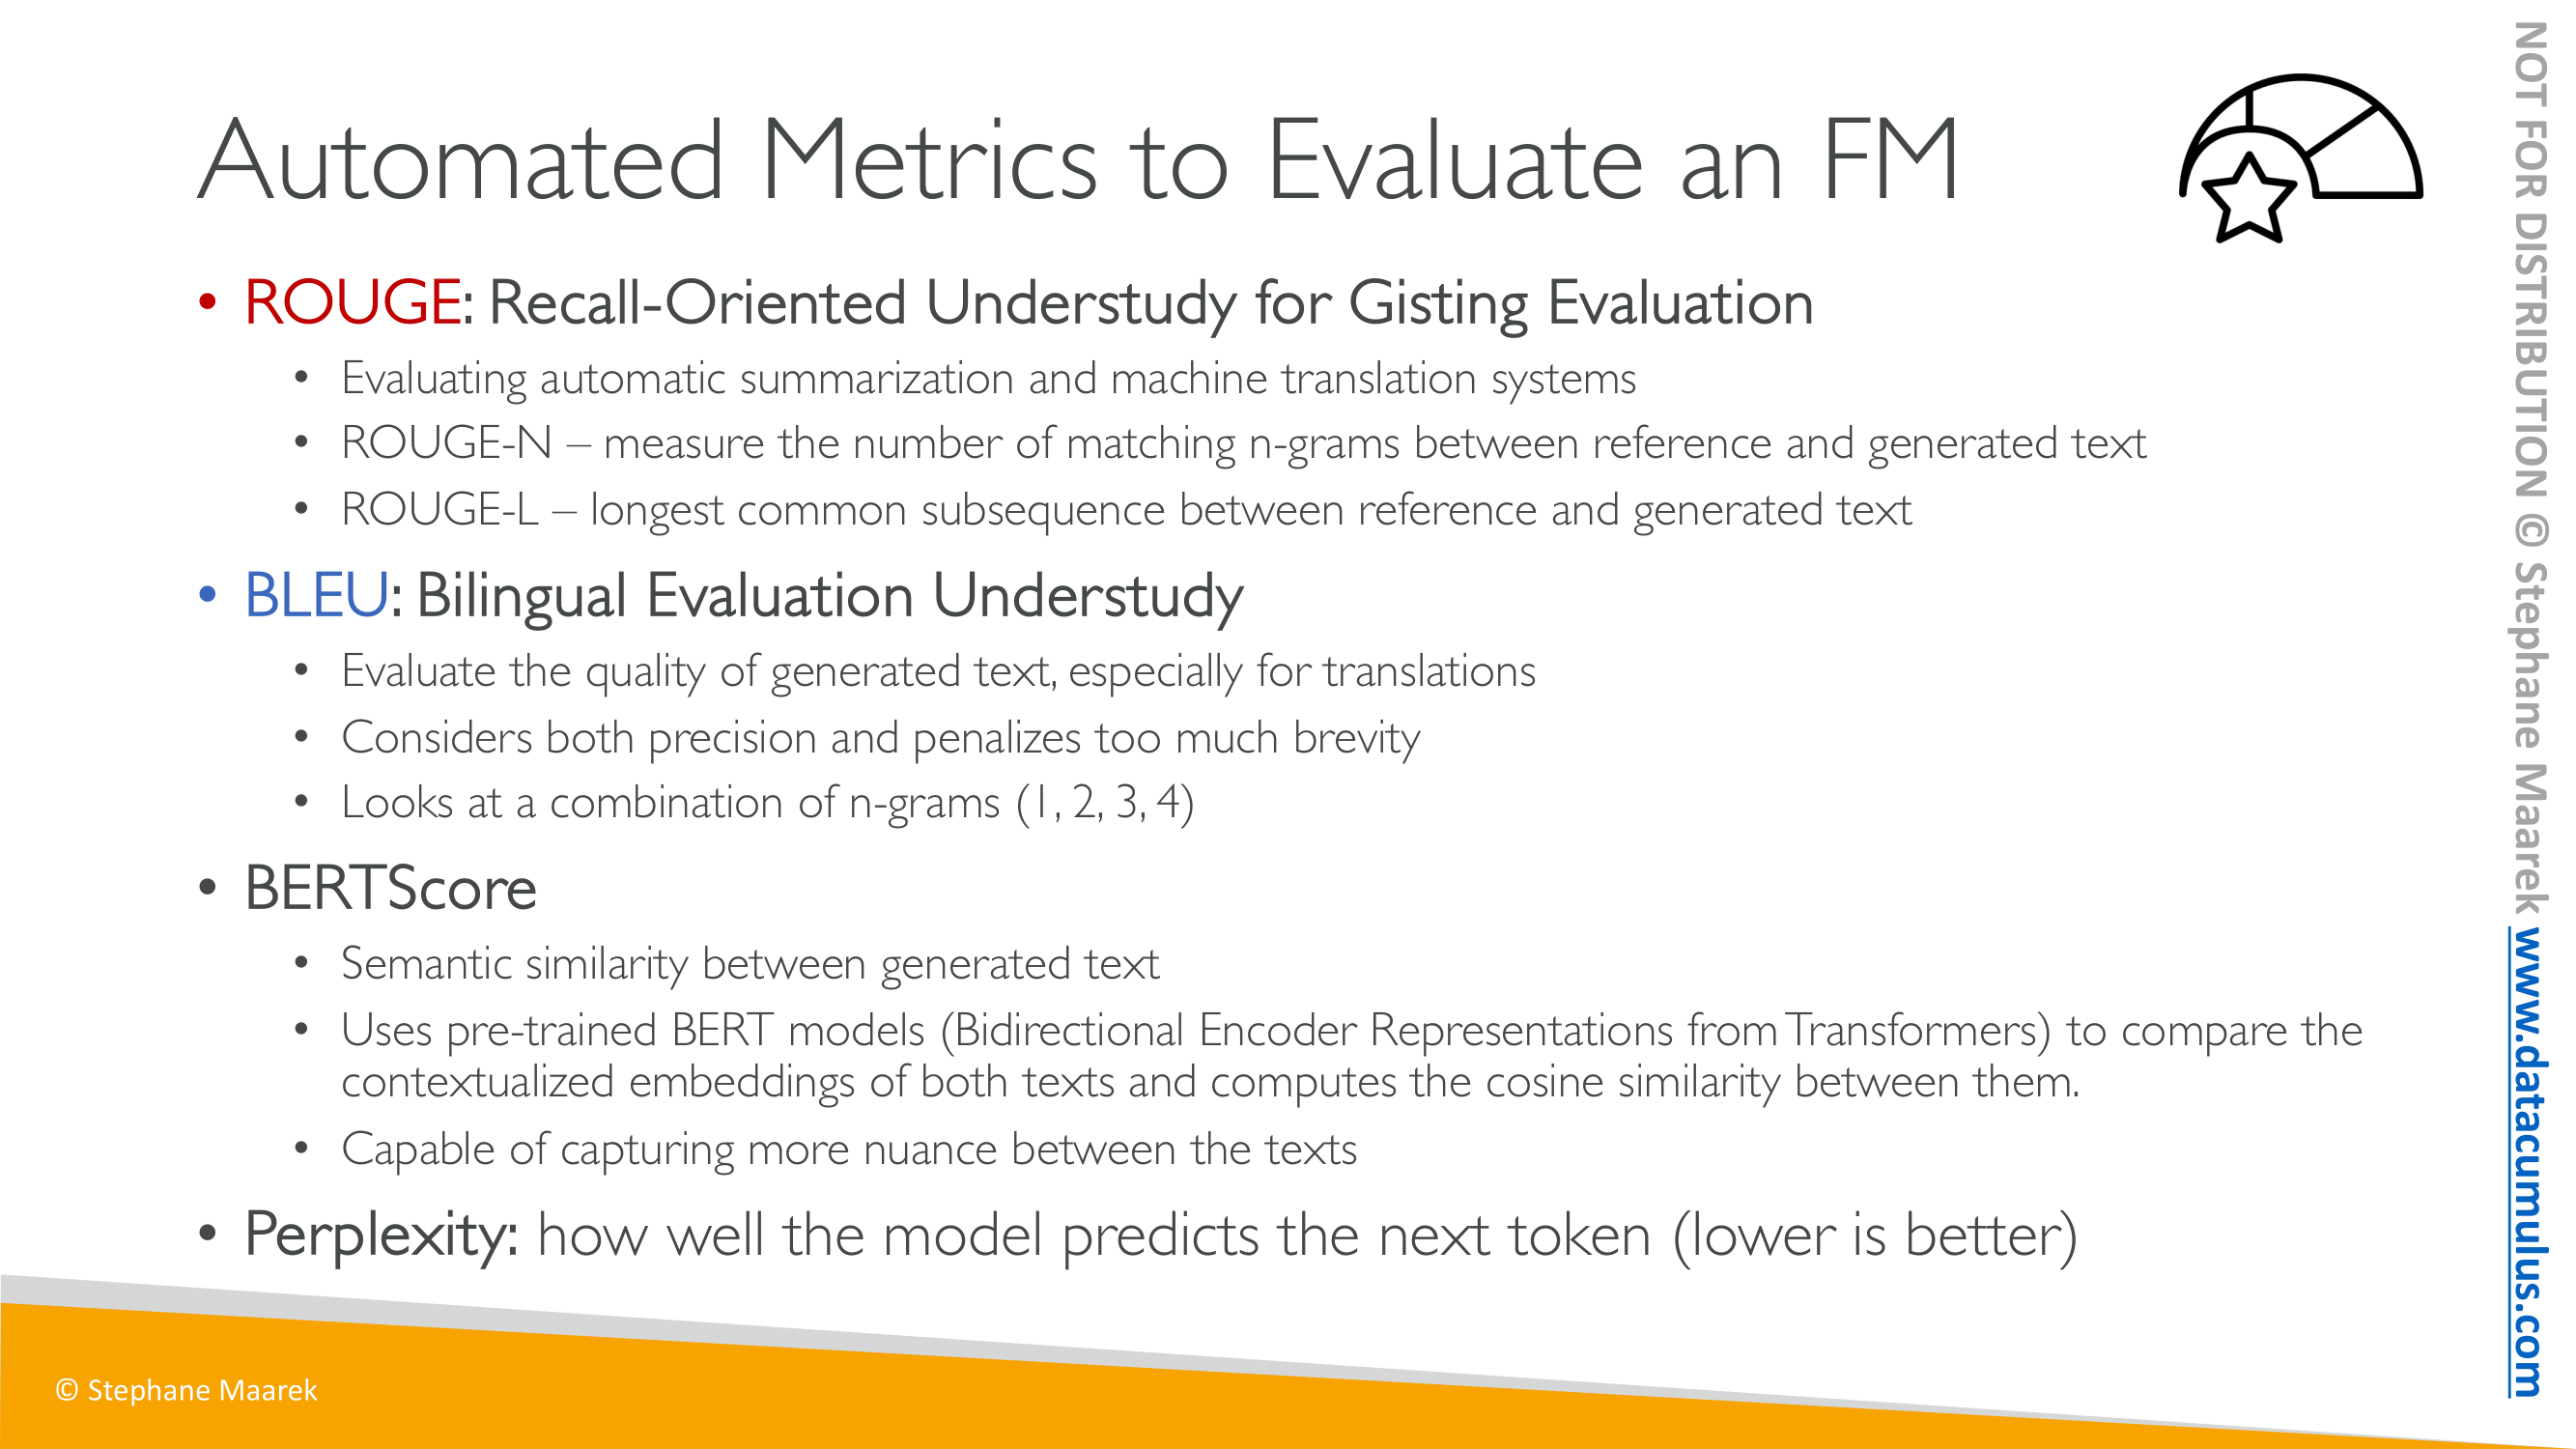 Automated Metrics to Evaluate an FM
• ROUGE: Recall-Oriented Understudy for Gisting Evaluation
• Evaluating automatic summarization and machine translation systems
• ROUGE-N – measure the number of matching n-grams between reference and generated text
• ROUGE-L – longest common subsequence between reference and generated text
• BLEU: Bilingual Evaluation Understudy
• Evaluate the quality of generated text, especially for translations
• Considers both precision and penalizes too much brevity
• Looks at a combination of n-grams (1, 2, 3, 4)
• BERTScore
• Semantic similarity between generated text
• Uses pre-trained BERT models (Bidirectional Encoder Representations from Transformers) to compare the
contextualized embeddings of both texts and computes the cosine similarity between them.
• Capable of capturing more nuance between the texts
• Perplexity: how well the model predicts the next token (lower is better)
© Stephane Maarek
NOT FOR DISTRIBUTION © Stephane Maarek www.datacumulus.com